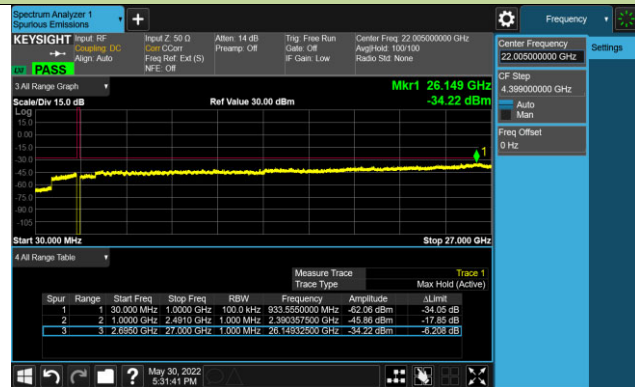 Spectrum Analyzer 1
Spurious Emissions
Frequency
KEYSIGHT Input: RF Input Z: 50 Ω Atten: 14 dB Trig: Free Run Center Freq: 22.005000000 GHz
Coupling: DC Corr CCorr Preamp: Off Gate: Off Avg|Hold: 100/100
Align: Auto Freq Ref: Ext (S) IF Gain: Low Radio Std: None
NFE: Off
PASS
Center Frequency
22.005000000 GHz
Settings
CF Step
4.399000000 GHz
Auto
Man
Freq Offset
0 Hz
3 All Range Graph
Mkr1 26.149 GHz
Scale/Div 15.0 dB Ref Value 30.00 dBm -34.22 dBm
Log
15.0
0.00
-15.0
-30.0
1
-45.0
-60.0
-75.0
-90.0
-105
Start 30.000 MHz Stop 27.000 GHz
4 All Range Table
Measure Trace Trace 1
Trace Type Max Hold (Active)
Spur Range Start Freq Stop Freq RBW Frequency Amplitude ΔLimit
1 1 30.000 MHz 1.0000 GHz 100.0 kHz 933.5550000 MHz -62.06 dBm -34.05 dB
2 2 1.0000 GHz 2.4910 GHz 1.000 MHz 2.390357500 GHz -45.86 dBm -17.85 dB
3 3 2.6950 GHz 27.000 GHz 1.000 MHz 26.14932500 GHz -34.22 dBm -6.208 dB
May 30, 2022
5:31:41 PM